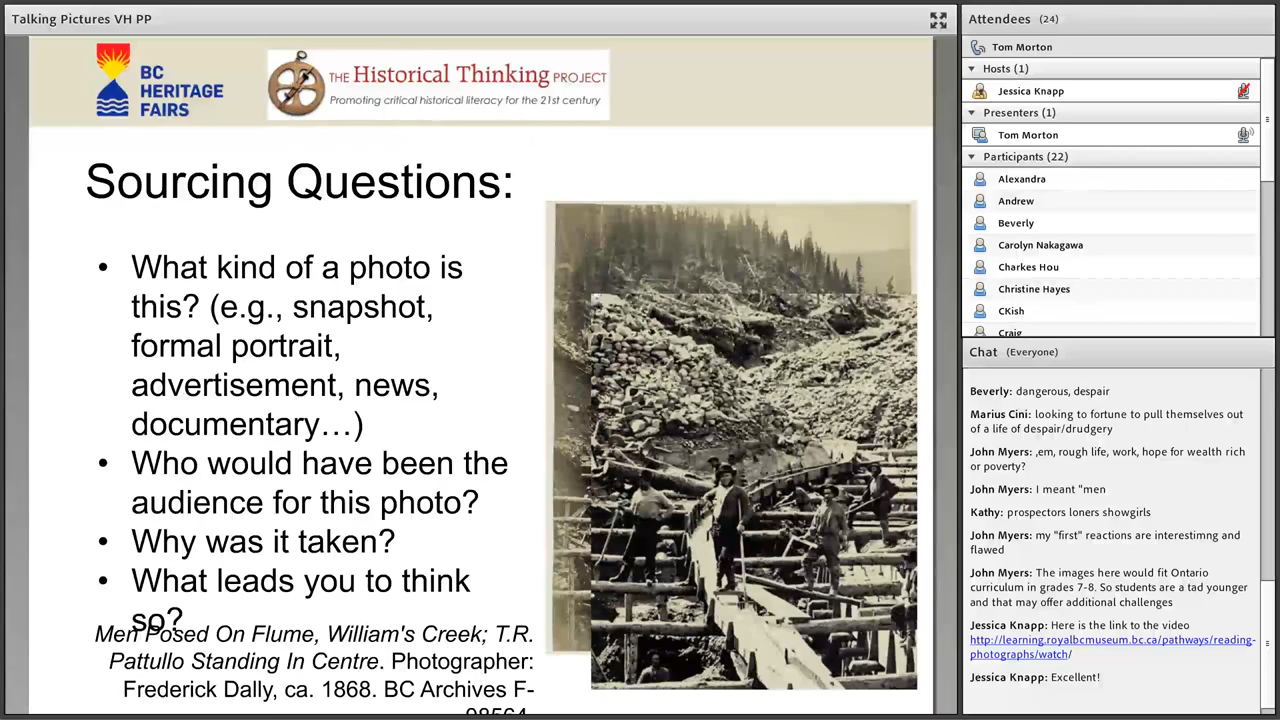 Talking Pictures VH PP
BC
HERITAGE
FAIRS
THE Historical Thinking PROJECT
Promoting critical historical literacy for the 21st century
Sourcing Questions:
• What kind of a photo is
this? (e.g., snapshot,
formal portrait,
advertisement, news,
documentary…)
• Who would have been the
audience for this photo?
• Why was it taken?
• What leads you to think
so?
Men Posed On Flume, William's Creek; T.R.
Pattullo Standing In Centre. Photographer:
Frederick Dally, ca. 1868. BC Archives F-
08564
Attendees (24)
Tom Morton
Hosts (1)
Jessica Knapp
Presenters (1)
Tom Morton
Participants (22)
Alexandra
Andrew
Beverly
Carolyn Nakagawa
Charkes Hou
Christine Hayes
CKish
Craig
Chat (Everyone)
Beverly: dangerous, despair
Marius Cini: looking to fortune to pull themselves out
of a life of despair/drudgery
John Myers: ,em, rough life, work, hope for wealth rich
or poverty?
John Myers: I meant "men
Kathy: prospectors loners showgirls
John Myers: my "first" reactions are interestimng and
flawed
John Myers: The images here would fit Ontario
curriculum in grades 7-8. So students are a tad younger
and that may offer additional challenges
Jessica Knapp: Here is the link to the video
http://learning.royalbcmuseum.bc.ca/pathways/reading-
photographs/watch/
Jessica Knapp: Excellent!